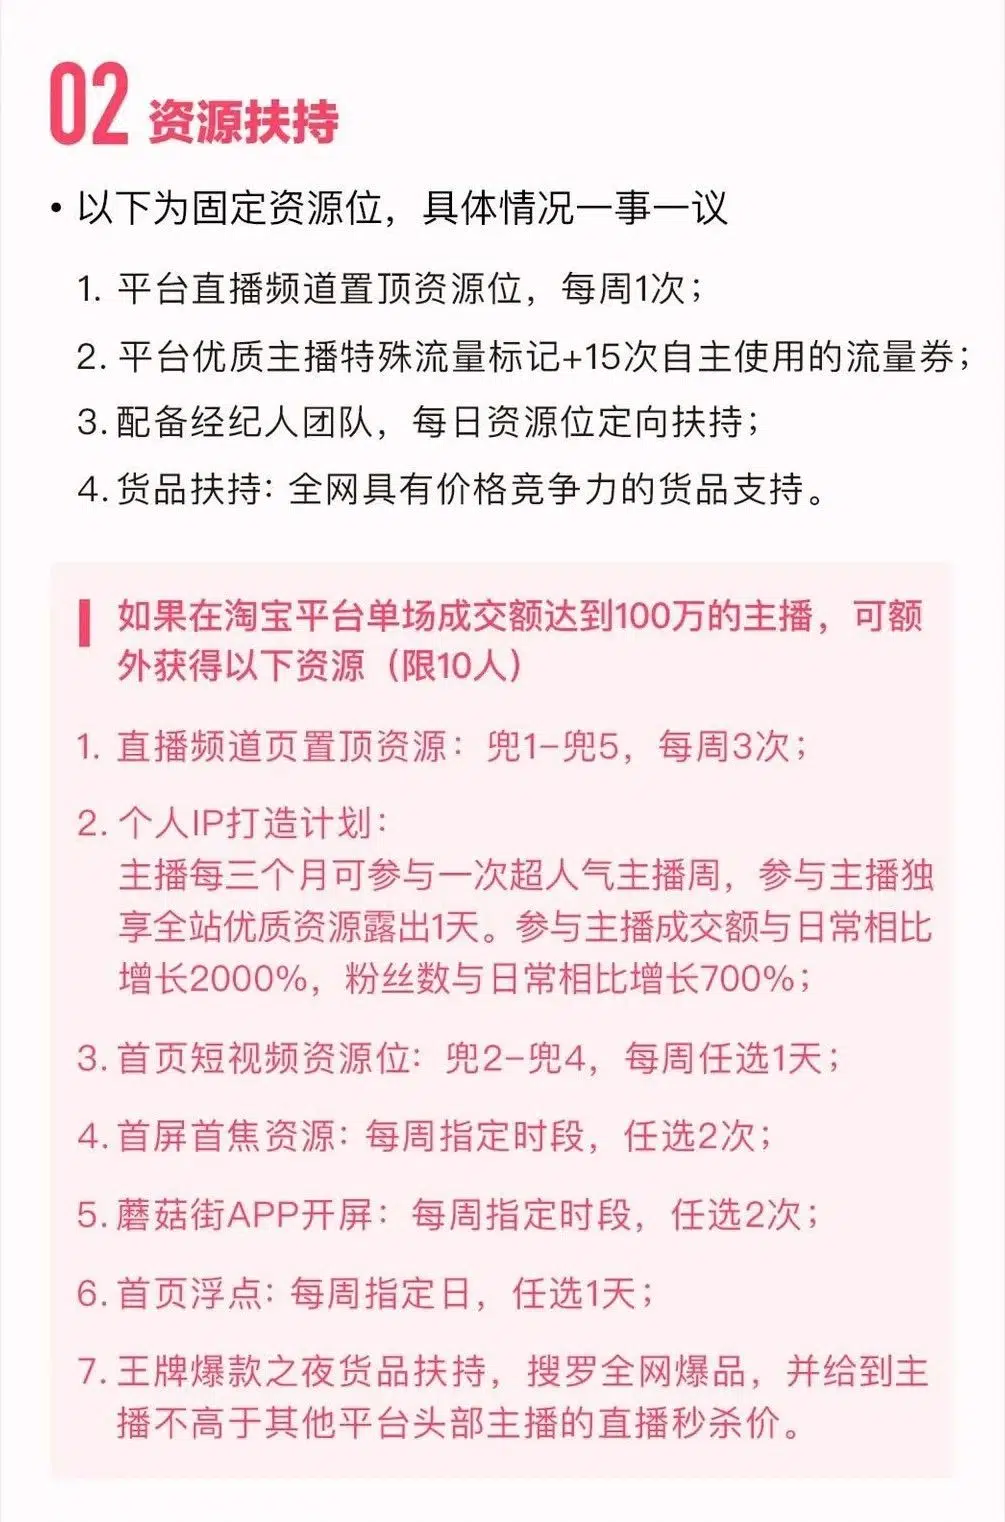 02 资源扶持
• 以下为固定资源位，具体情况一事一议
1. 平台直播频道置顶资源位，每周1次；
2. 平台优质主播特殊流量标记+15次自主使用的流量券；
3. 配备经纪人团队，每日资源位定向扶持；
4. 货品扶持：全网具有价格竞争力的货品支持。
如果在淘宝平台单场成交额达到100万的主播，可额
外获得以下资源（限10人）
1. 直播频道页置顶资源：兜1-兜5，每周3次；
2. 个人IP打造计划：
主播每三个月可参与一次超人气主播周，参与主播独
享全站优质资源露出1天。参与主播成交额与日常相比
增长2000%，粉丝数与日常相比增长700%；
3. 首页短视频资源位：兜2-兜4，每周任选1天；
4. 首屏首焦资源：每周指定时段，任选2次；
5. 蘑菇街APP开屏：每周指定时段，任选2次；
6. 首页浮点：每周指定日，任选1天；
7. 王牌爆款之夜货品扶持，搜罗全网爆品，并给到主
播不高于其他平台头部主播的直播秒杀价。